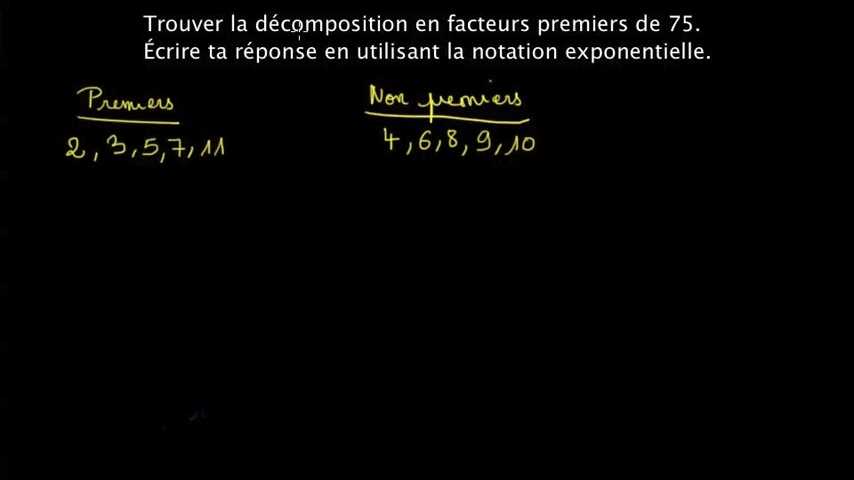 Trouver la décomposition en facteurs premiers de 75.
Écrire ta réponse en utilisant la notation exponentielle.
Premiers
Non premiers
2, 3, 5, 7, 11
4, 6, 8, 9, 10